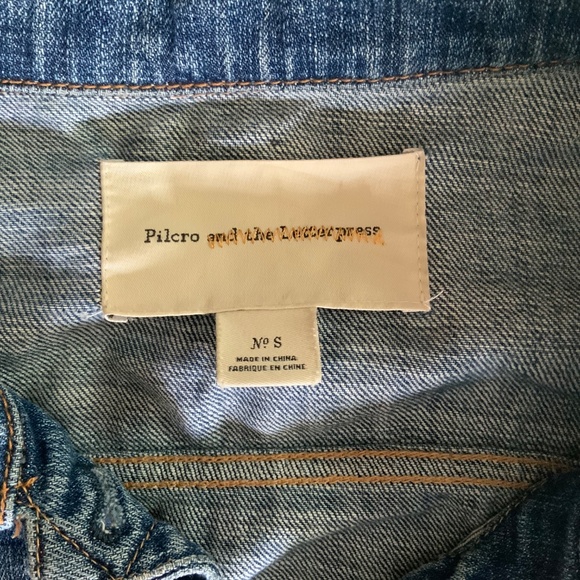 Pilcro and the Letterpress
Nº S
MADE IN CHINA
FABRIQUE EN CHINE